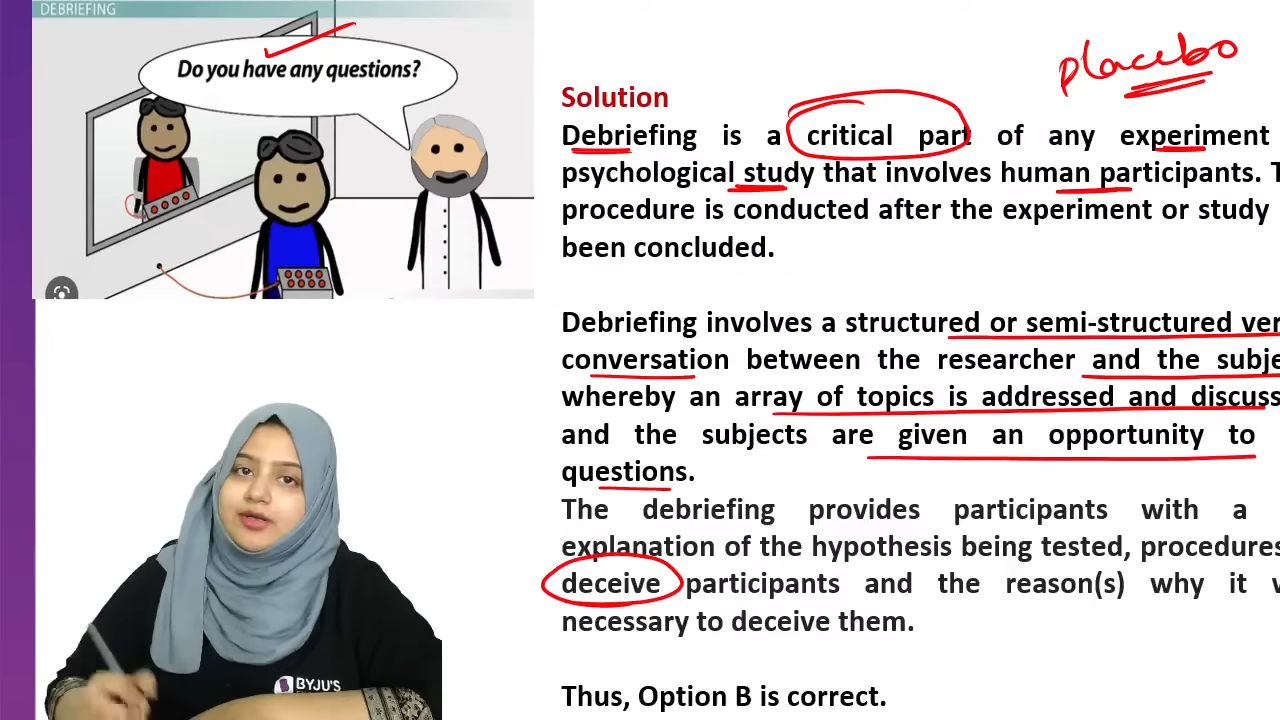 DEBRIEFING
Do you have any questions?
placebo
Solution
Debriefing is a critical part of any experiment
psychological study that involves human participants.
procedure is conducted after the experiment or study
been concluded.
Debriefing involves a structured or semi-structured
conversation between the researcher and the
whereby an array of topics is addressed and
and the subjects are given an opportunity to
questions.
The debriefing provides participants with a
explanation of the hypothesis being tested, procedures
deceive participants and the reason(s) why it
necessary to deceive them.
Thus, Option B is correct.
BYJU'S